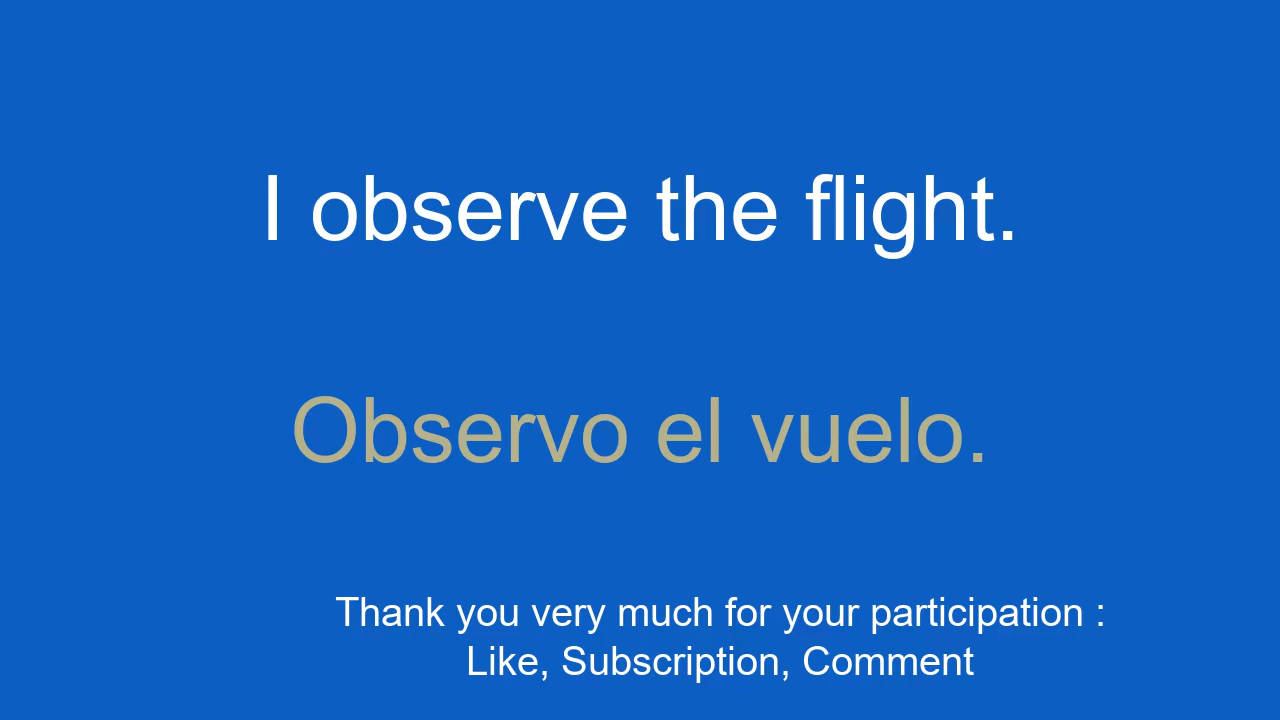 I observe the flight.
Observo el vuelo.
Thank you very much for your participation :
Like, Subscription, Comment